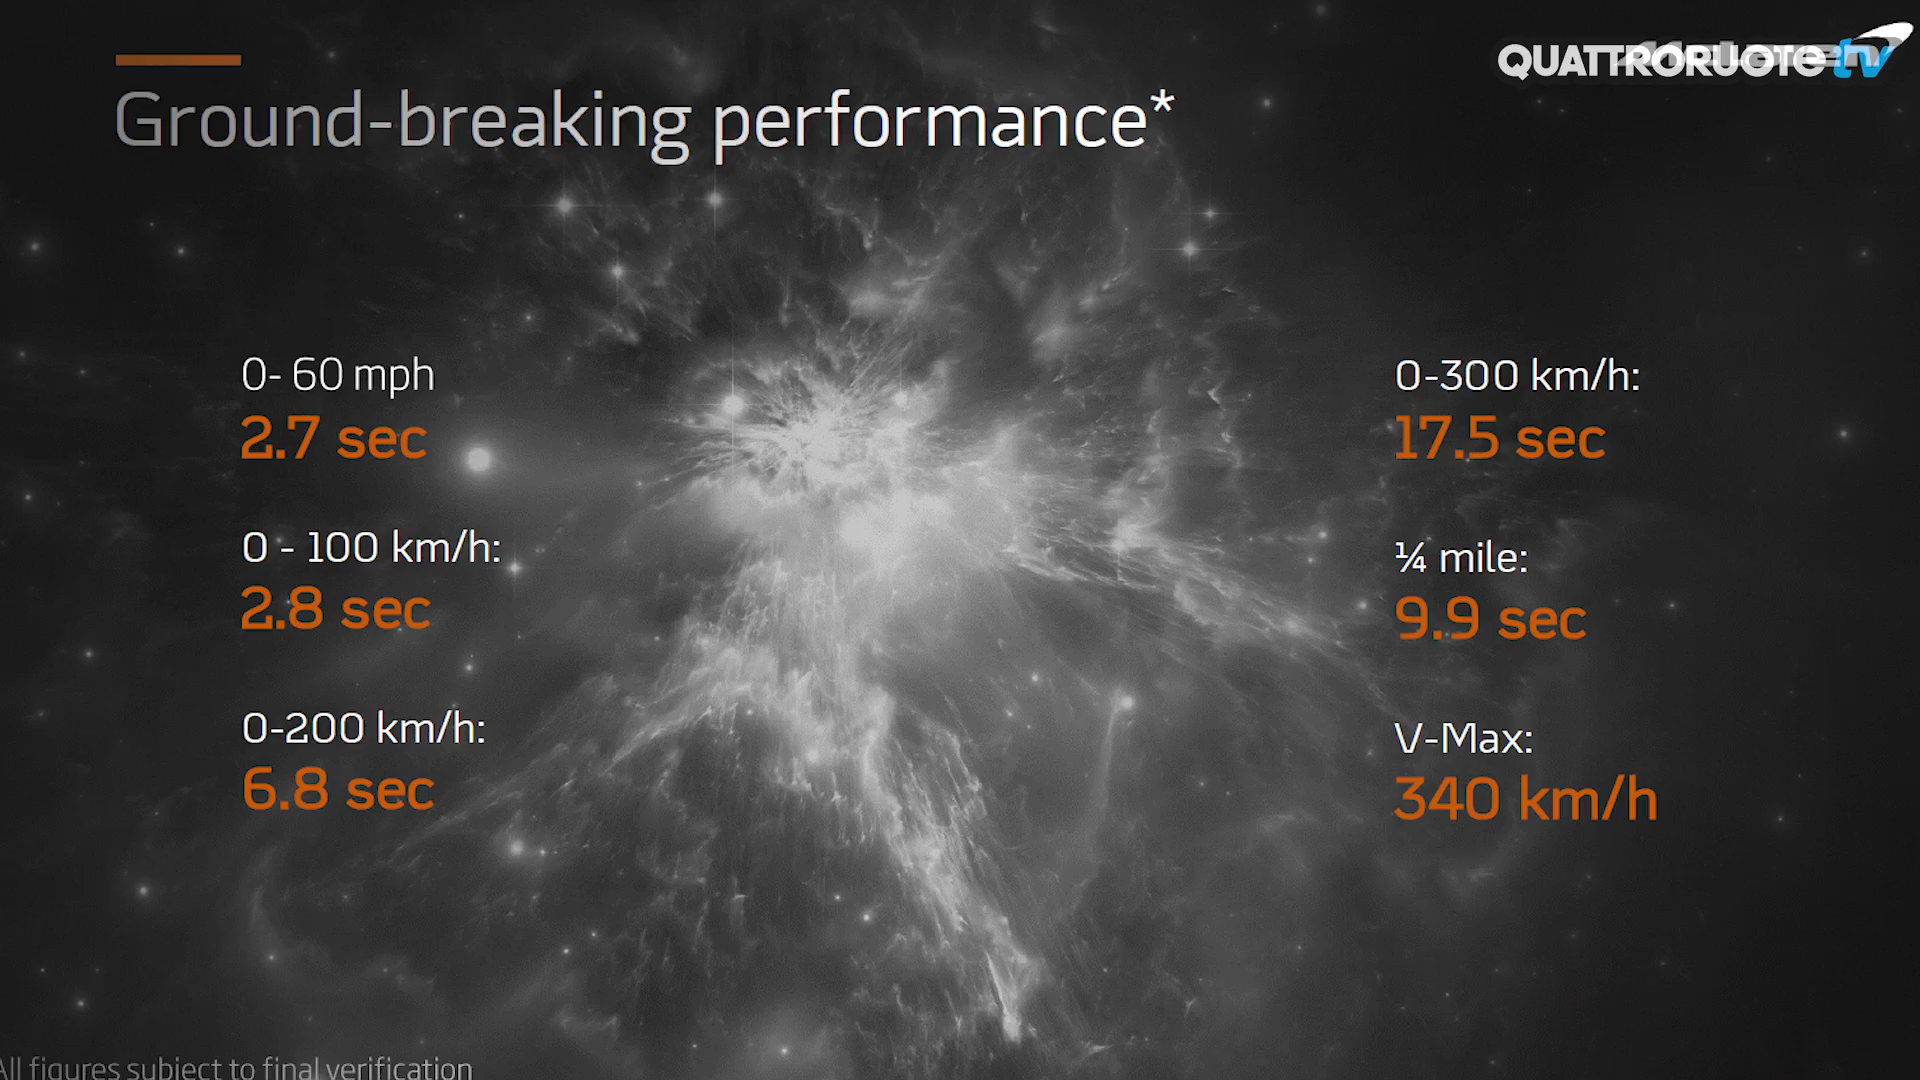 QUATTRORUOTE tv
Ground-breaking performance*
0- 60 mph
2.7 sec
0 - 100 km/h:
2.8 sec
0-200 km/h:
6.8 sec
0-300 km/h:
17.5 sec
¼ mile:
9.9 sec
V-Max:
340 km/h
All figures subject to final verification